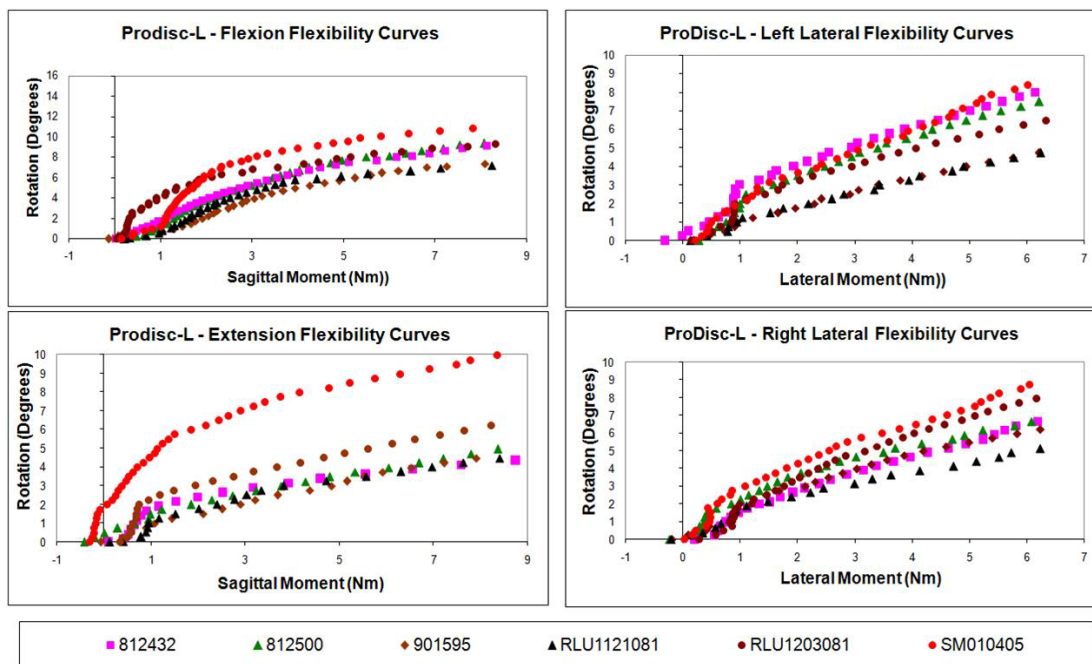 Prodisc-L - Flexion Flexibility Curves
Rotation (Degrees)
16
14
12
10
8
6
4
2
0
-1 1 3 5 7 9
Sagittal Moment (Nm))
ProDisc-L - Left Lateral Flexibility Curves
Rotation (Degrees)
10
9
8
7
6
5
4
3
2
1
0
-1 0 1 2 3 4 5 6 7
Lateral Moment (Nm))
Prodisc-L - Extension Flexibility Curves
Rotation (Degrees)
10
8
6
4
2
0
-1 1 3 5 7 9
Sagittal Moment (Nm)
ProDisc-L - Right Lateral Flexibility Curves
Rotation (Degrees)
10
9
8
7
6
5
4
3
2
1
0
-1 0 1 2 3 4 5 6 7
Lateral Moment (Nm)
812432 812500 901595 RLU1121081 RLU1203081 SM010405